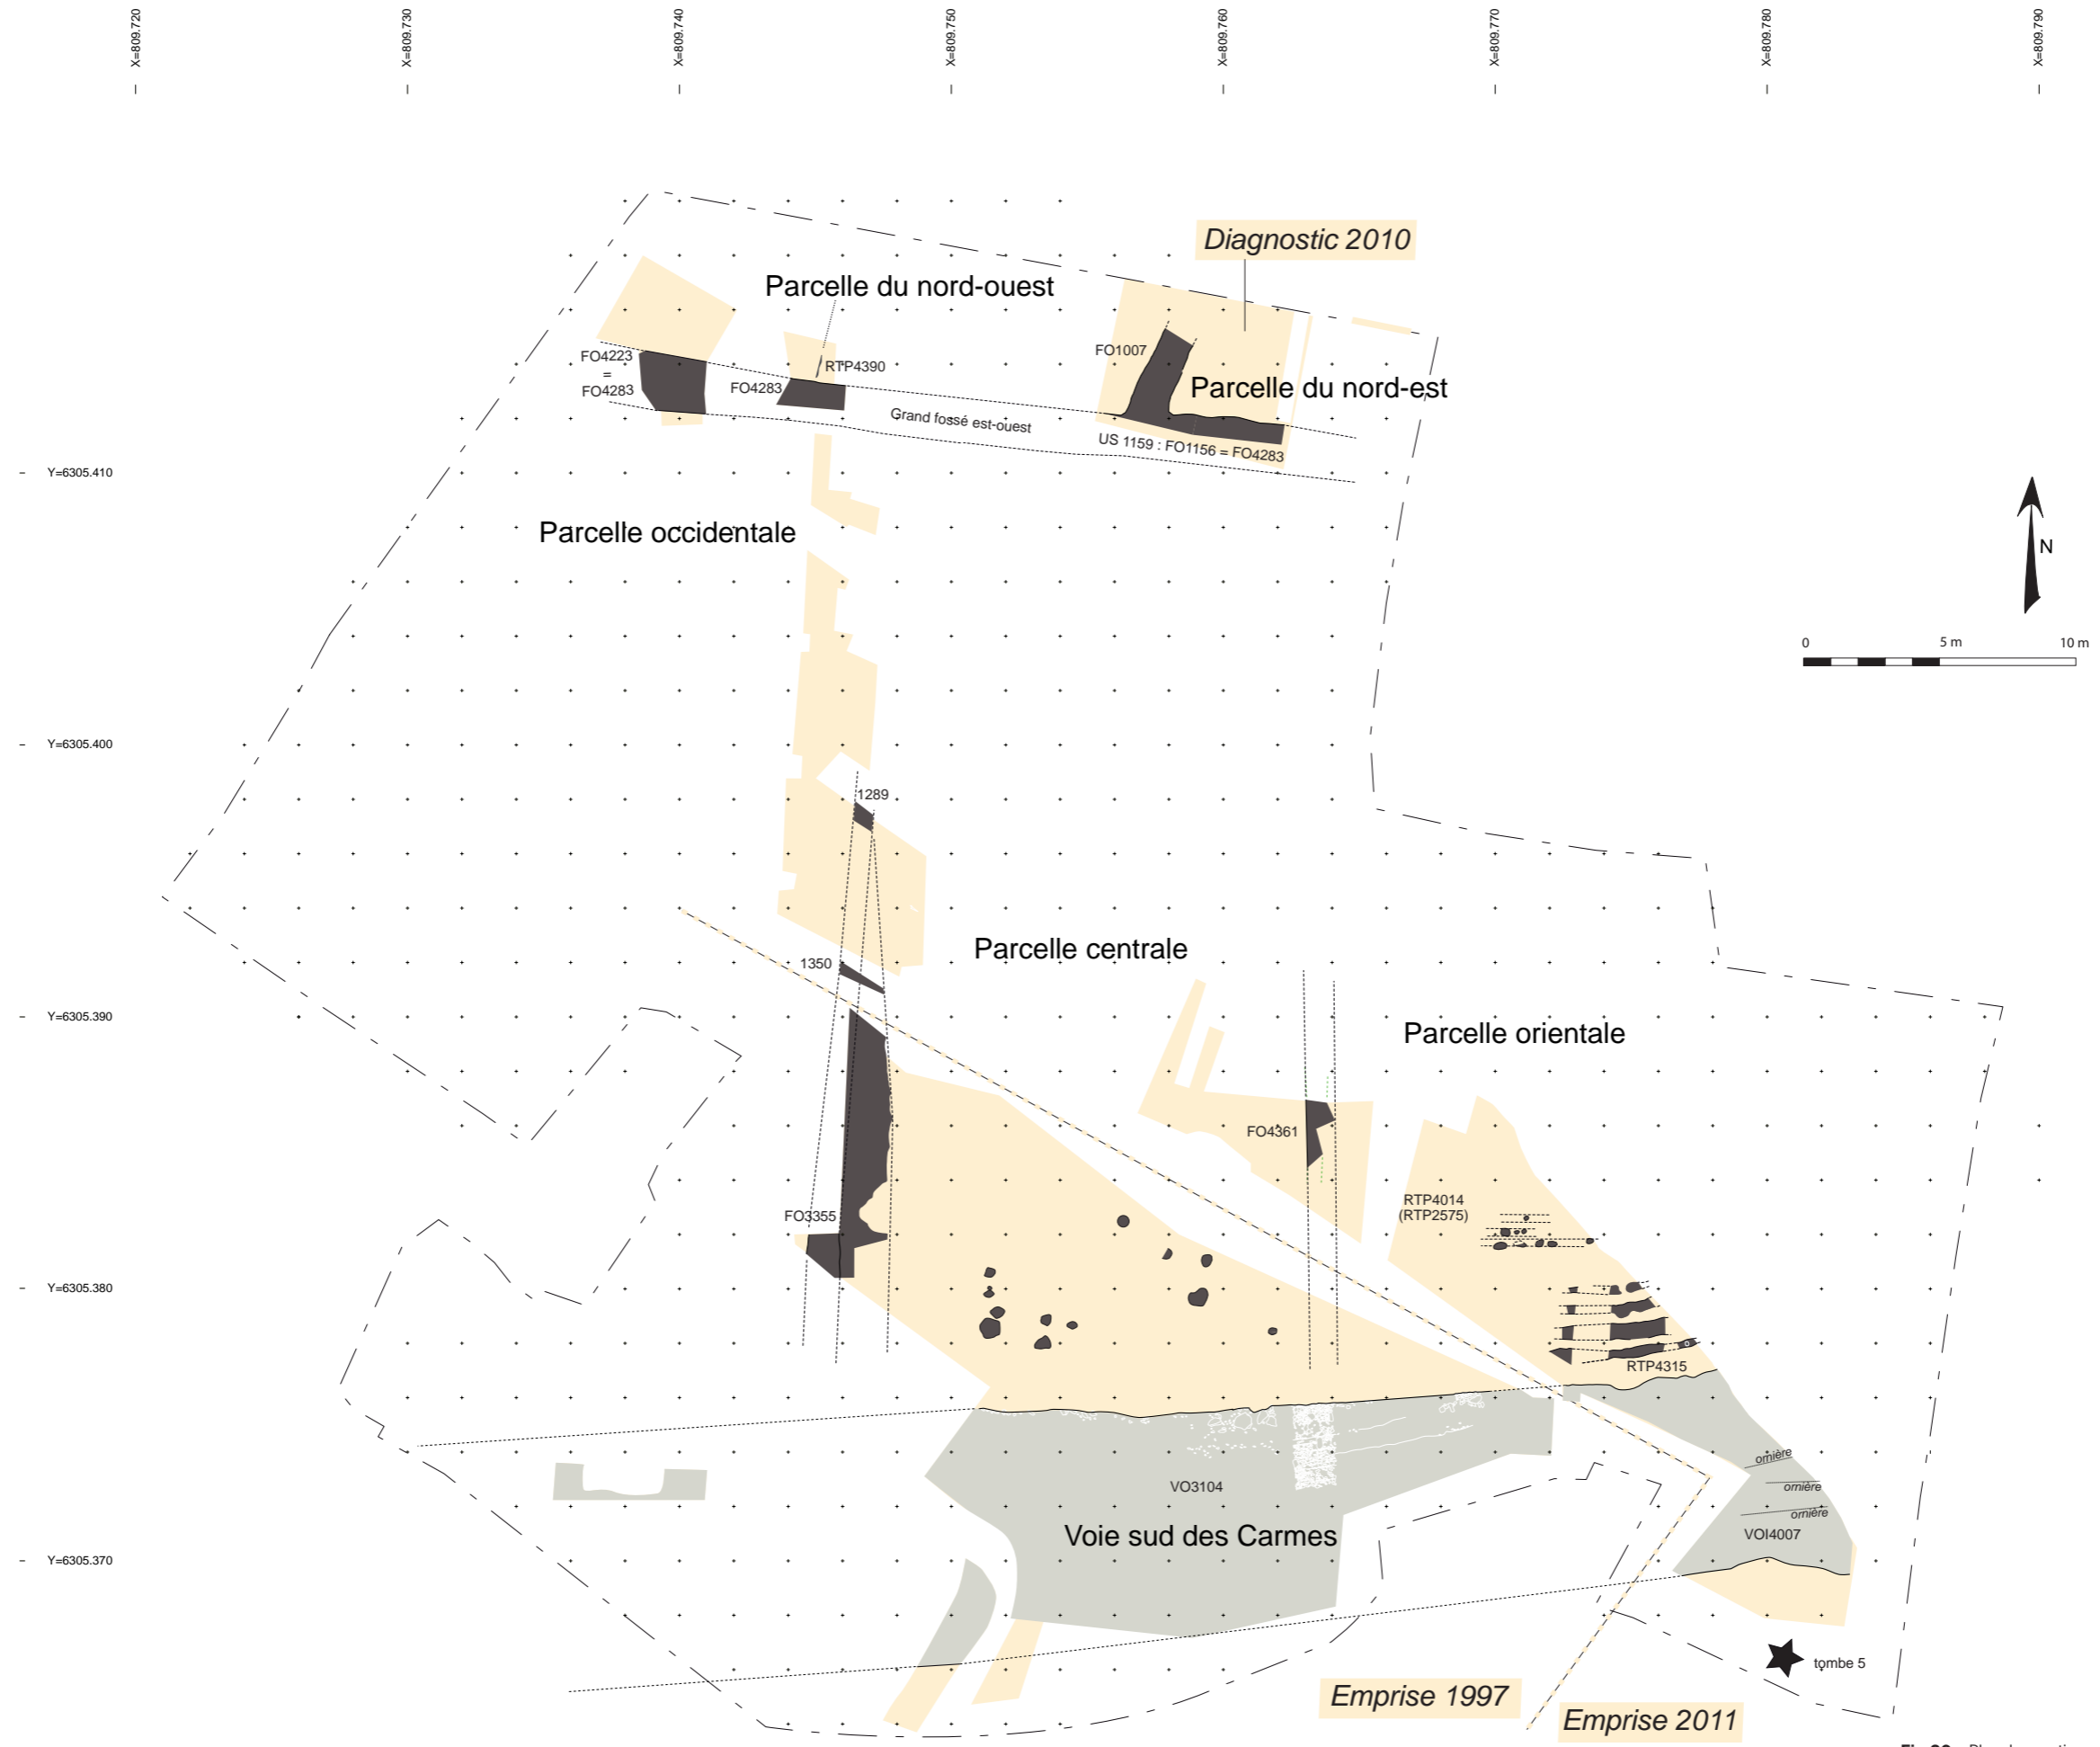 X=809.720
X=809.730
X=809.740
X=809.750
X=809.760
X=809.770
X=809.780
X=809.790
Diagnostic 2010
Parcelle du nord-ouest
FO4223
=
FO4283
FO4283
RTP4390
FO1007
Parcelle du nord-est
Grand fossé est-ouest
US 1159 : FO1156 = FO4283
Y=6305.410
Parcelle occidentale
N
0
5 m
10 m
Y=6305.400
1289
Parcelle centrale
1350
Y=6305.390
Parcelle orientale
FO4361
RTP4014
(RTP2575)
FO3355
Y=6305.380
RTP4315
ornière
ornière
ornière
VO3104
Voie sud des Carmes
VOI4007
Y=6305.370
tombe 5
Emprise 1997
Emprise 2011